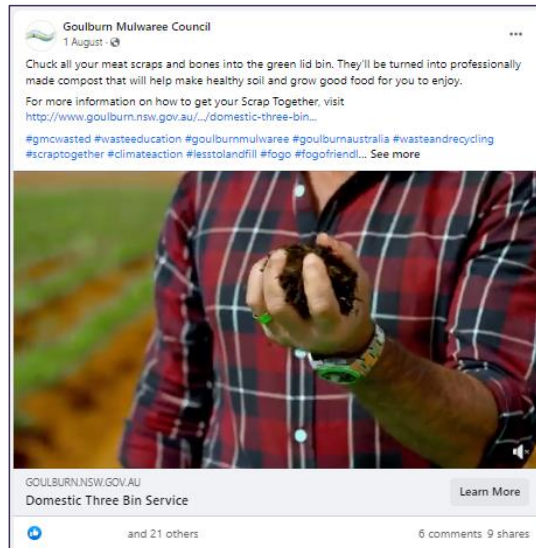 Goulburn Mulwaree Council
1 August ·
Chuck all your meat scraps and bones into the green lid bin. They'll be turned into professionally
made compost that will help make healthy soil and grow good food for you to enjoy.
For more information on how to get your Scrap Together, visit
http://www.goulburn.nsw.gov.au/.../domestic-three-bin...
#gmcwasted #wasteeducation #goulburnmulwaree #goulburnaustralia #wasteandrecycling
#scraptogether #climateaction #lesstolandfill #fogo #fogofriendl... See more
GOULBURN.NSW.GOV.AU
Domestic Three Bin Service
Learn More
and 21 others
6 comments 9 shares